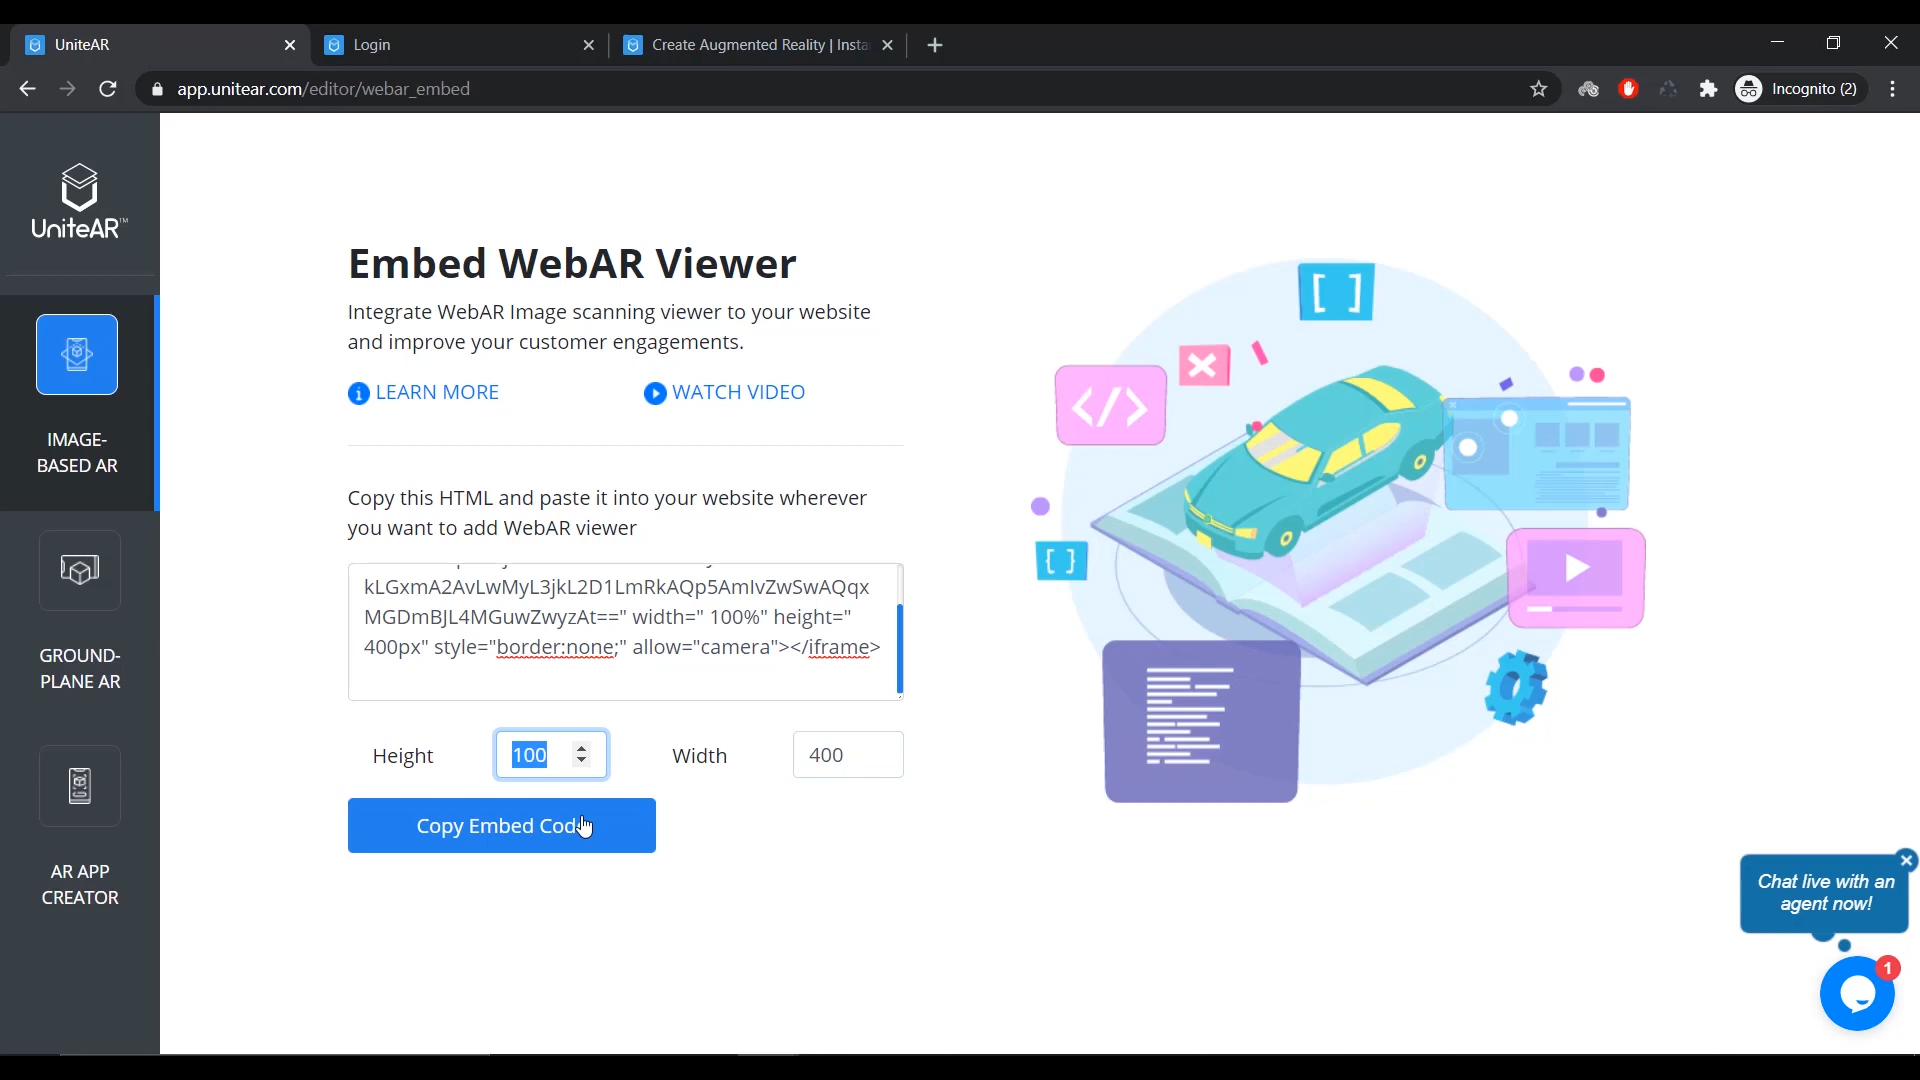 UniteAR
Login
Create Augmented Reality | Insta
app.unitear.com/editor/webar_embed
Incognito (2)
UniteAR™
IMAGE-
BASED AR
GROUND-
PLANE AR
AR APP
CREATOR
Embed WebAR Viewer
Integrate WebAR Image scanning viewer to your website
and improve your customer engagements.
LEARN MORE
WATCH VIDEO
Copy this HTML and paste it into your website wherever
you want to add WebAR viewer
kLGxmA2AvLwMyL3jkL2D1LmRkAQp5AmIvZwSwAQqx
MGDmBJL4MGuwZwyzAt==" width=" 100%" height="
400px" style="border:none;" allow="camera"></iframe>
Height
100
Width
400
Copy Embed Cod
[ ]
</>
{ }
Chat live with an
agent now!
1